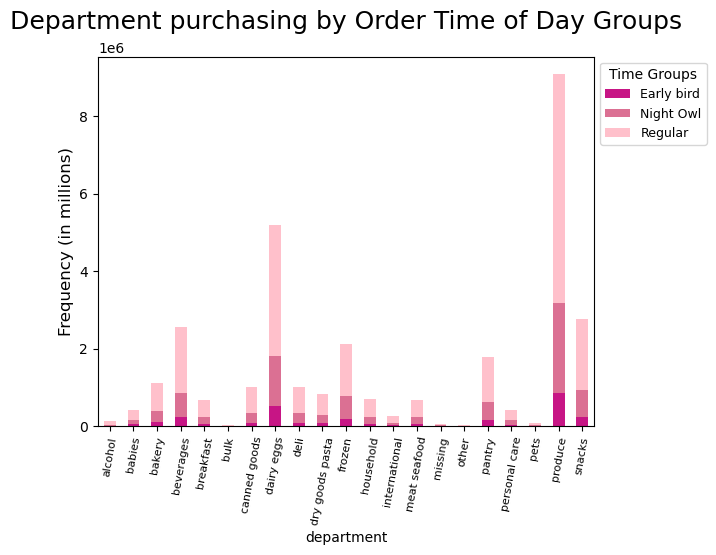 Department purchasing by Order Time of Day Groups
1e6
Time Groups
Early bird
Night Owl
Regular
Frequency (in millions)
8
6
4
2
0
alcohol
babies
bakery
beverages
breakfast
bulk
canned goods
dairy eggs
deli
dry goods pasta
frozen
household
international
meat seafood
missing
other
pantry
personal care
pets
produce
snacks
department